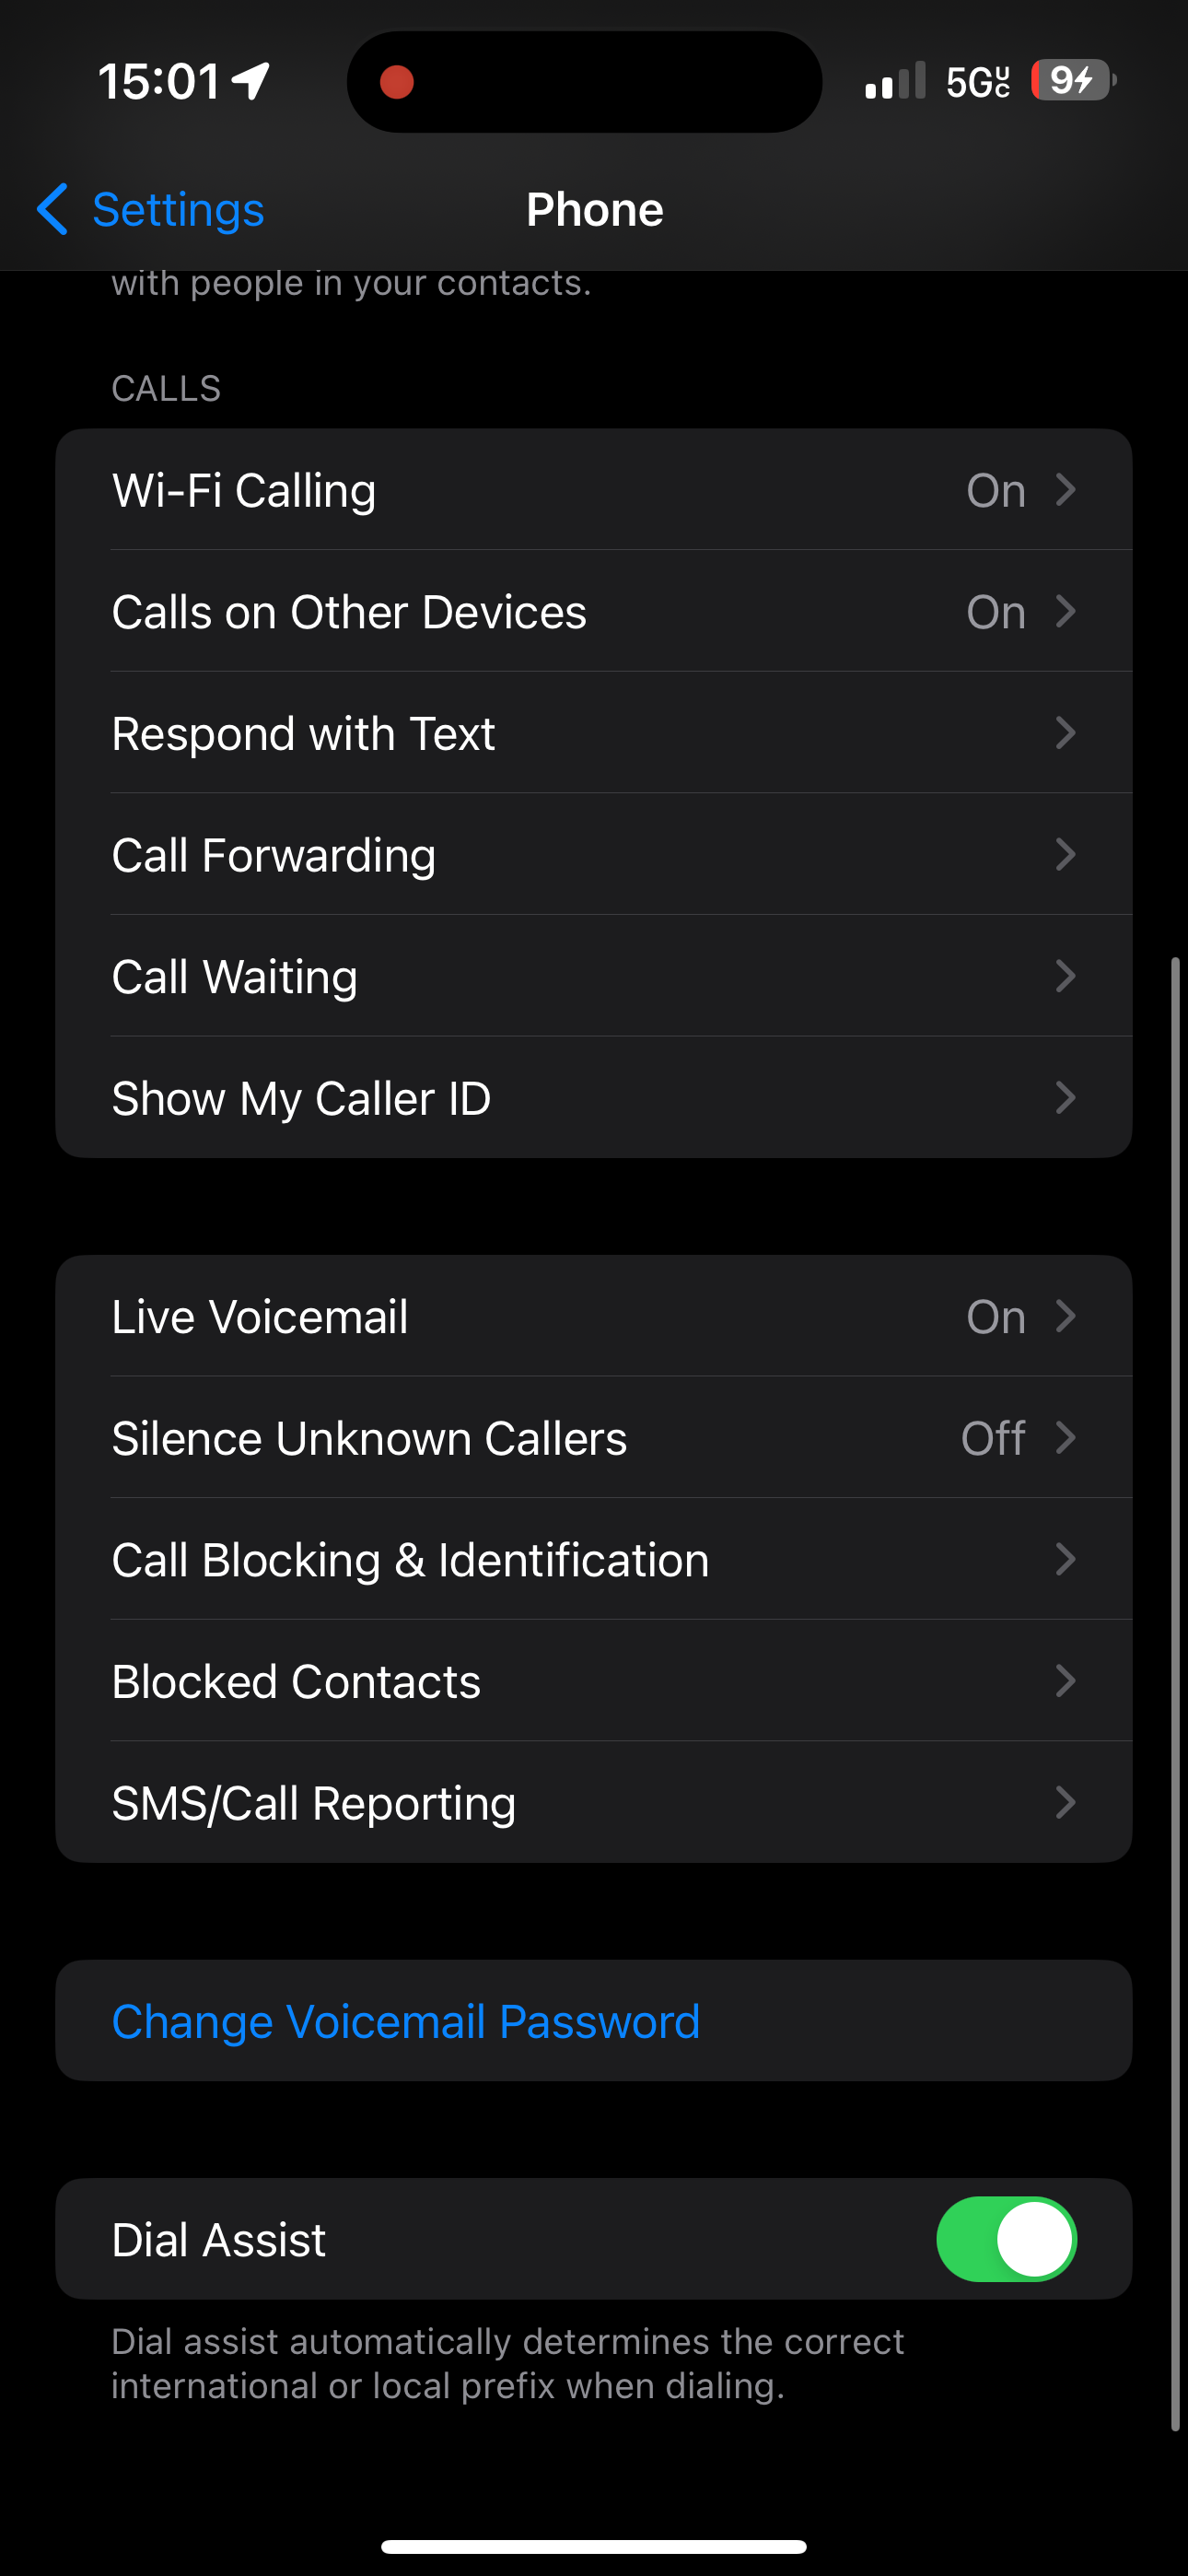 15:01
5GUC
9
Settings
Phone
with people in your contacts.
CALLS
Wi-Fi Calling On
Calls on Other Devices On
Respond with Text
Call Forwarding
Call Waiting
Show My Caller ID
Live Voicemail On
Silence Unknown Callers Off
Call Blocking & Identification
Blocked Contacts
SMS/Call Reporting
Change Voicemail Password
Dial Assist
Dial assist automatically determines the correct
international or local prefix when dialing.